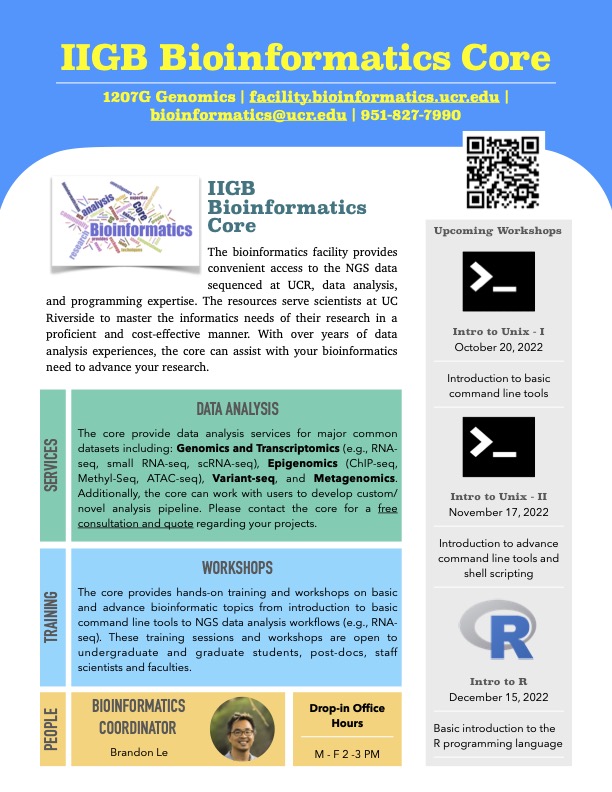 IIGB Bioinformatics Core
1207G Genomics | facility.bioinformatics.ucr.edu |
bioinformatics@ucr.edu | 951-827-7990
analysis
expertise
Core
Bioinformatics
research
IIGB
Bioinformatics
Core
The bioinformatics facility provides
convenient access to the NGS data
sequenced at UCR, data analysis,
and programming expertise. The resources serve scientists at UC
Riverside to master the informatics needs of their research in a
proficient and cost-effective manner. With over years of data
analysis experiences, the core can assist with your bioinformatics
need to advance your research.
SERVICES
DATA ANALYSIS
The core provide data analysis services for major common
datasets including: Genomics and Transcriptomics (e.g., RNA-
seq, small RNA-seq, scRNA-seq), Epigenomics (ChIP-seq,
Methyl-Seq, ATAC-seq), Variant-seq, and Metagenomics.
Additionally, the core can work with users to develop custom/
novel analysis pipeline. Please contact the core for a free
consultation and quote regarding your projects.
TRAINING
WORKSHOPS
The core provides hands-on training and workshops on basic
and advance bioinformatic topics from introduction to basic
command line tools to NGS data analysis workflows (e.g., RNA-
seq). These training sessions and workshops are open to
undergraduate and graduate students, post-docs, staff
scientists and faculties.
PEOPLE
BIOINFORMATICS
COORDINATOR
Brandon Le
Drop-in Office
Hours
M - F 2 -3 PM
Upcoming Workshops
>_
Intro to Unix - I
October 20, 2022
Introduction to basic
command line tools
>_
Intro to Unix - II
November 17, 2022
Introduction to advance
command line tools and
shell scripting
R
Intro to R
December 15, 2022
Basic introduction to the
R programming language